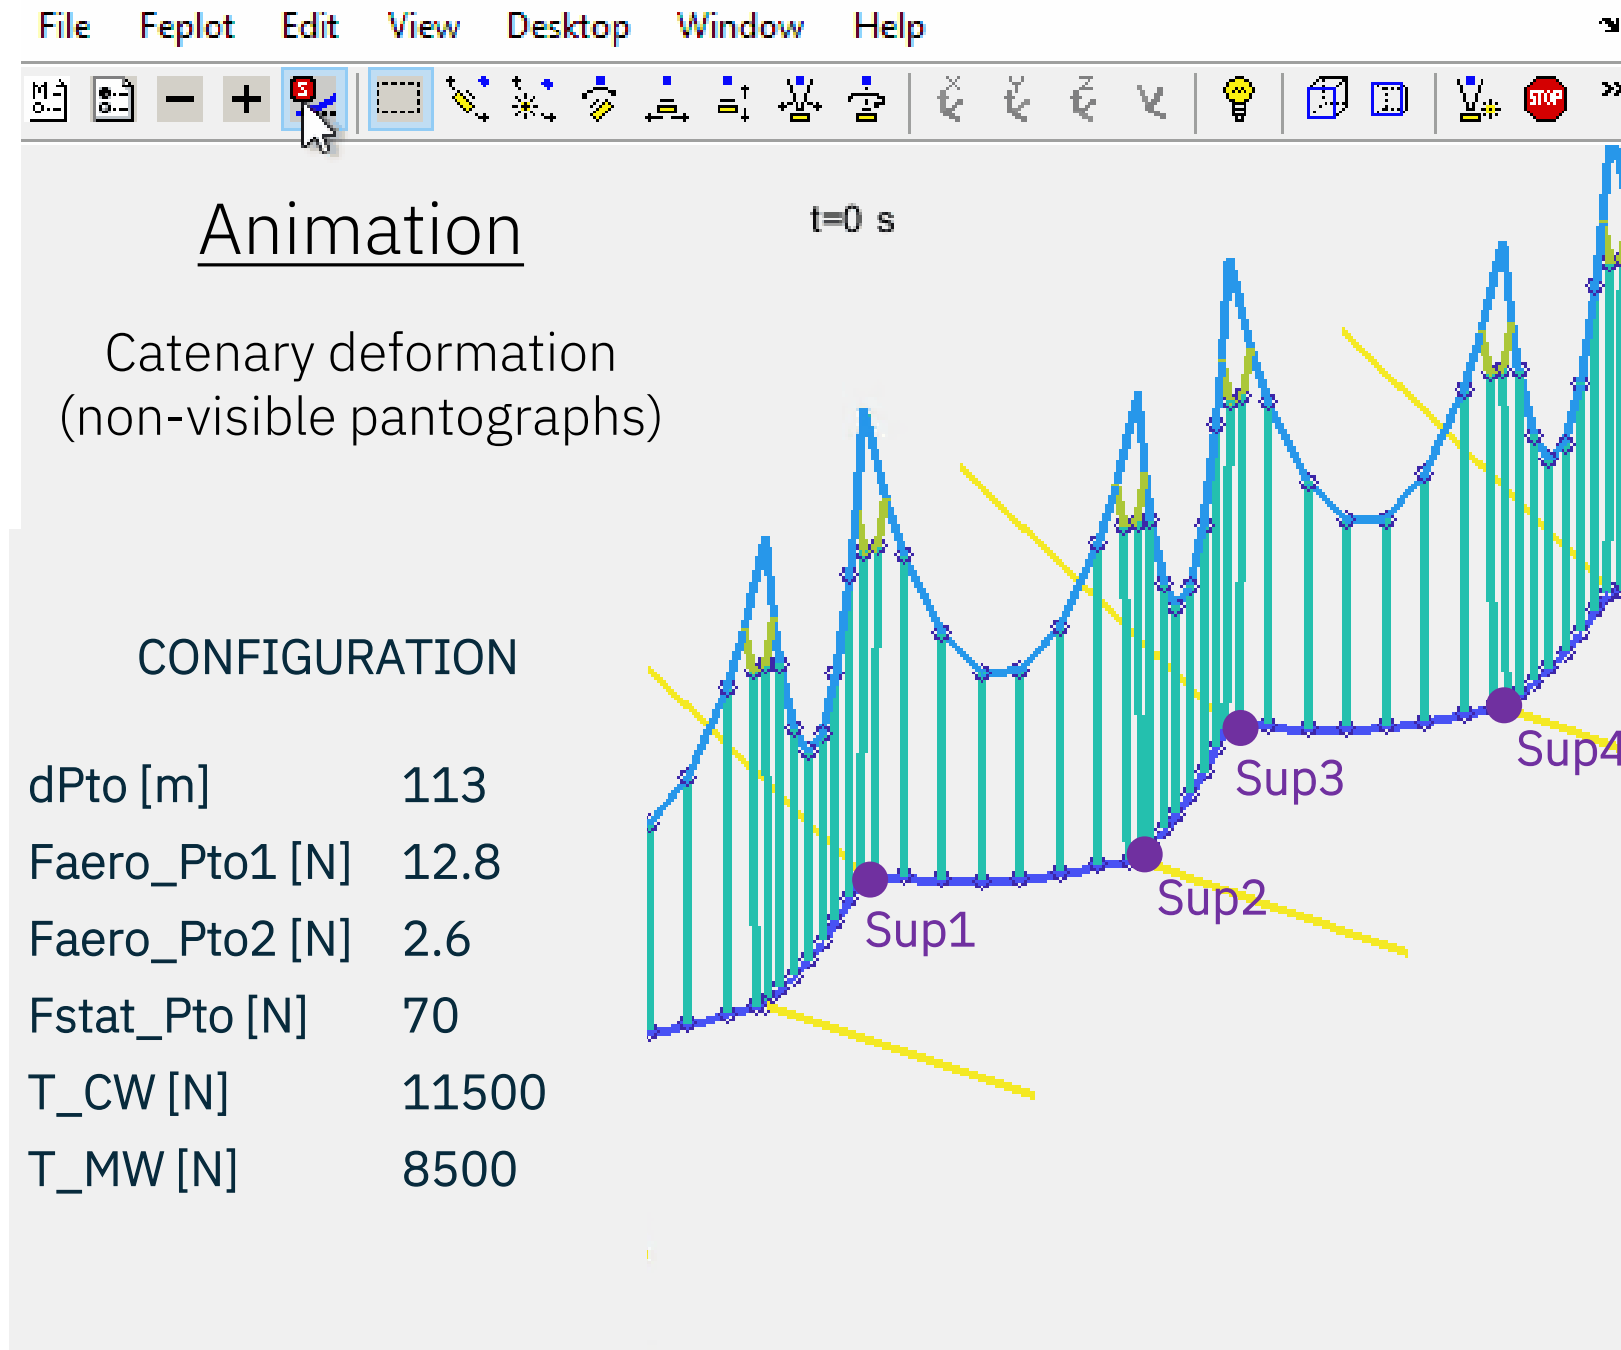 File Feplot Edit View Desktop Window Help
STOP
Animation
t=0 s
Catenary deformation
(non-visible pantographs)
CONFIGURATION
dPto [m] 113
Faero_Pto1 [N] 12.8
Faero_Pto2 [N] 2.6
Fstat_Pto [N] 70
T_CW [N] 11500
T_MW [N] 8500
Sup1
Sup2
Sup3
Sup4